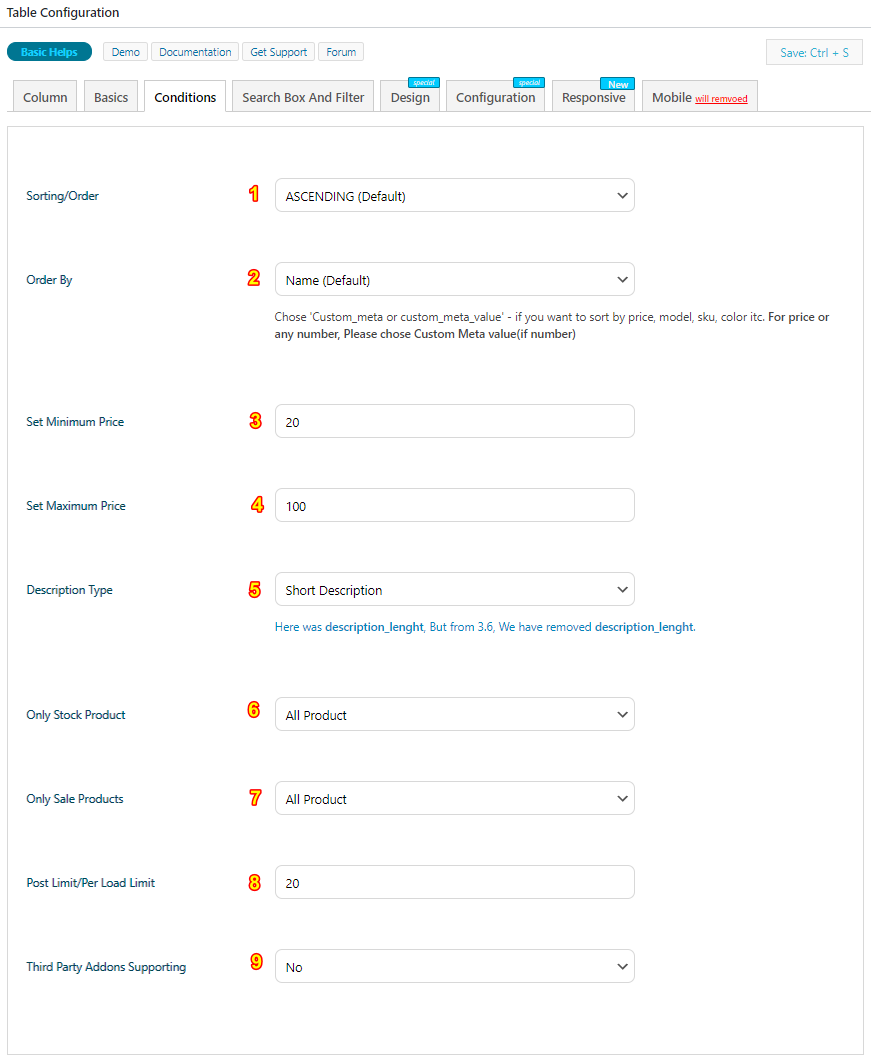 Table Configuration
Basic Helps Demo Documentation Get Support Forum Save: Ctrl + S
Column Basics Conditions Search Box And Filter Design special Configuration special Responsive New Mobile will remvoed
Sorting/Order 1 ASCENDING (Default)
Order By 2 Name (Default)
Chose 'Custom_meta or custom_meta_value' - if you want to sort by price, model, sku, color itc. For price or
any number, Please chose Custom Meta value(if number)
Set Minimum Price 3 20
Set Maximum Price 4 100
Description Type 5 Short Description
Here was description_lenght, But from 3.6, We have removed description_lenght.
Only Stock Product 6 All Product
Only Sale Products 7 All Product
Post Limit/Per Load Limit 8 20
Third Party Addons Supporting 9 No